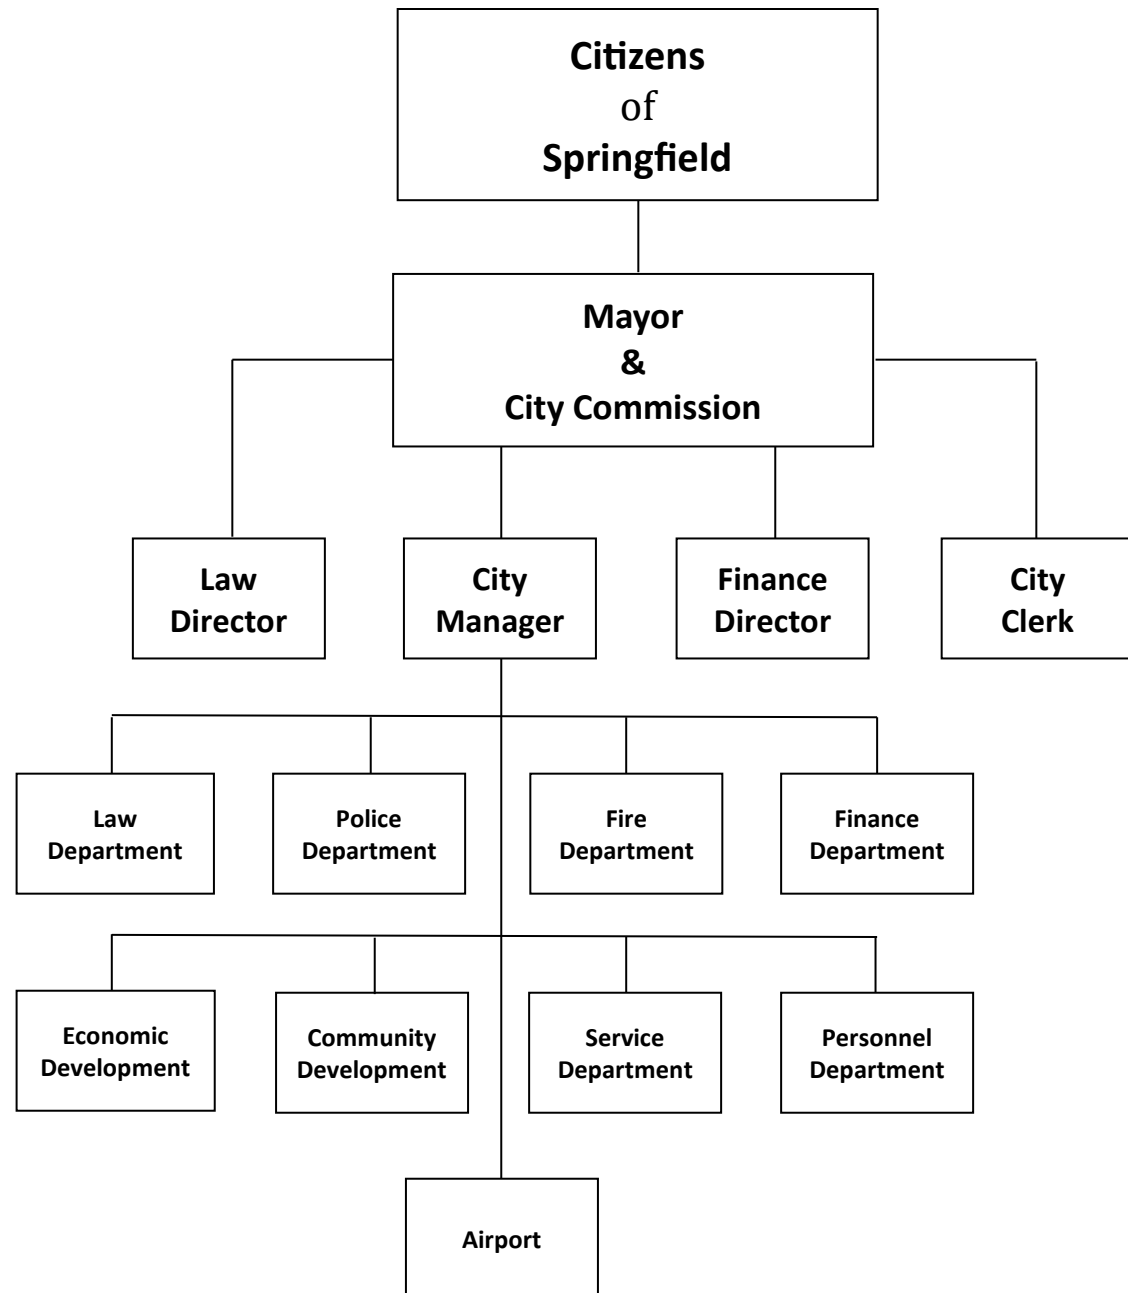 Citizens
of
Springfield
Mayor
&
City Commission
Law
Director
City
Manager
Finance
Director
City
Clerk
Law
Department
Police
Department
Fire
Department
Finance
Department
Economic
Development
Community
Development
Service
Department
Personnel
Department
Airport